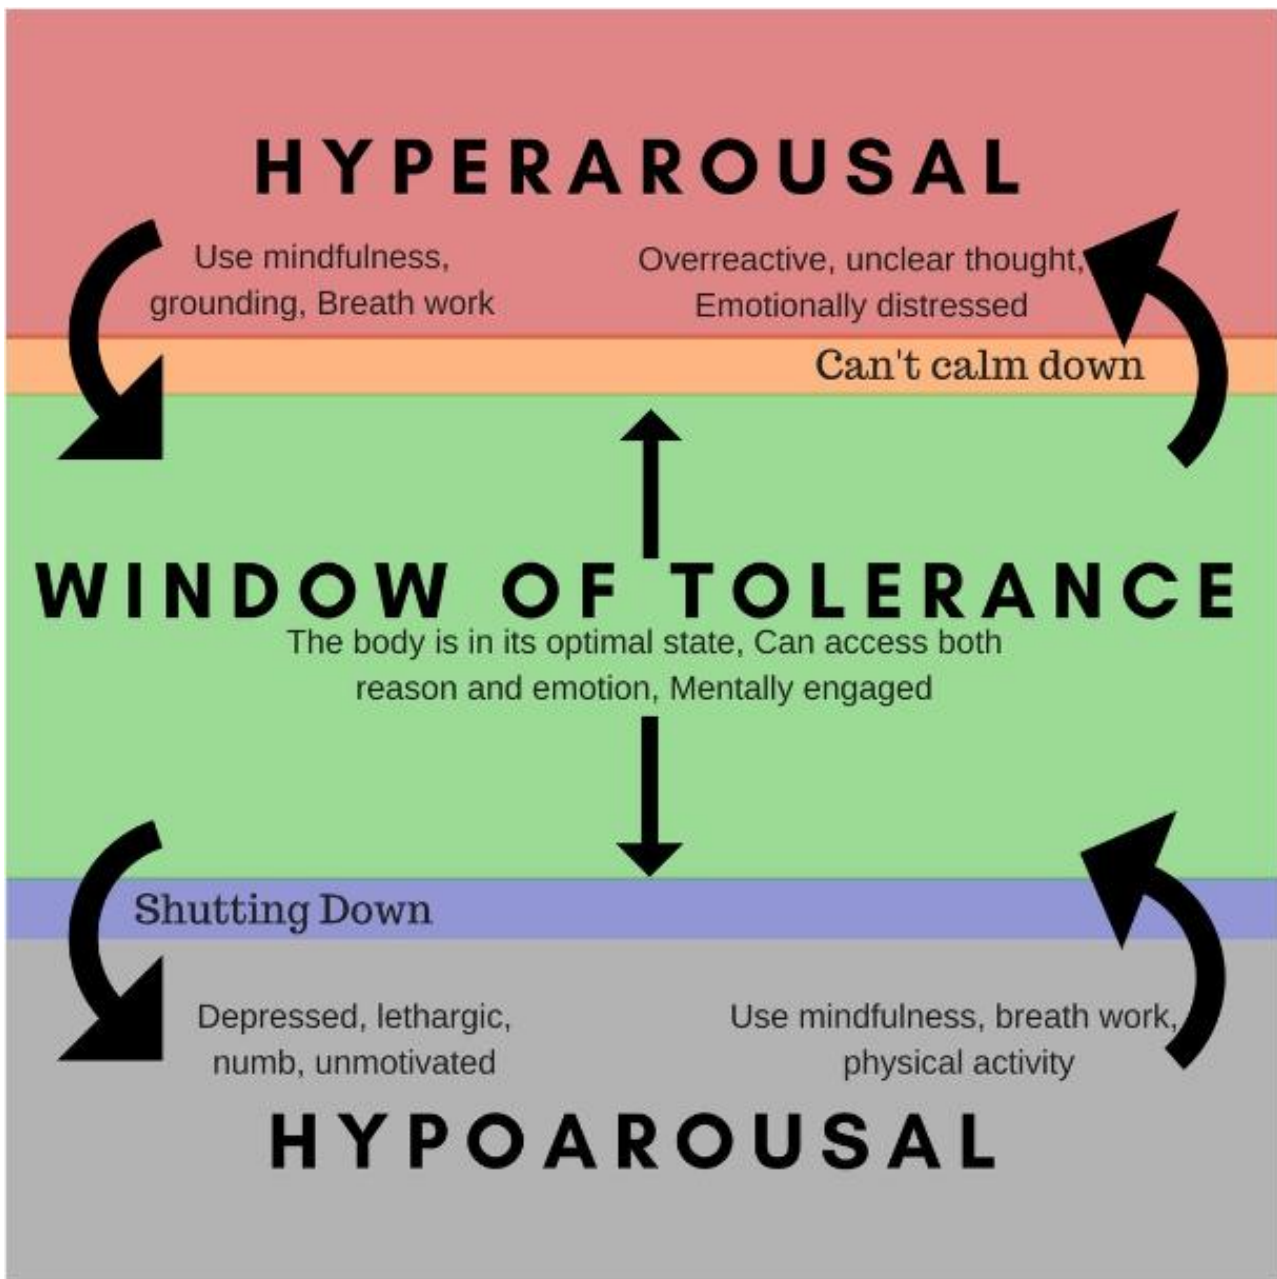 HYPERAROUSAL
Use mindfulness,
grounding, Breath work
Overreactive, unclear thought,
Emotionally distressed
Can't calm down
WINDOW OF TOLERANCE
The body is in its optimal state, Can access both
reason and emotion, Mentally engaged
Shutting Down
Depressed, lethargic,
numb, unmotivated
Use mindfulness, breath work,
physical activity
HYPOAROUSAL